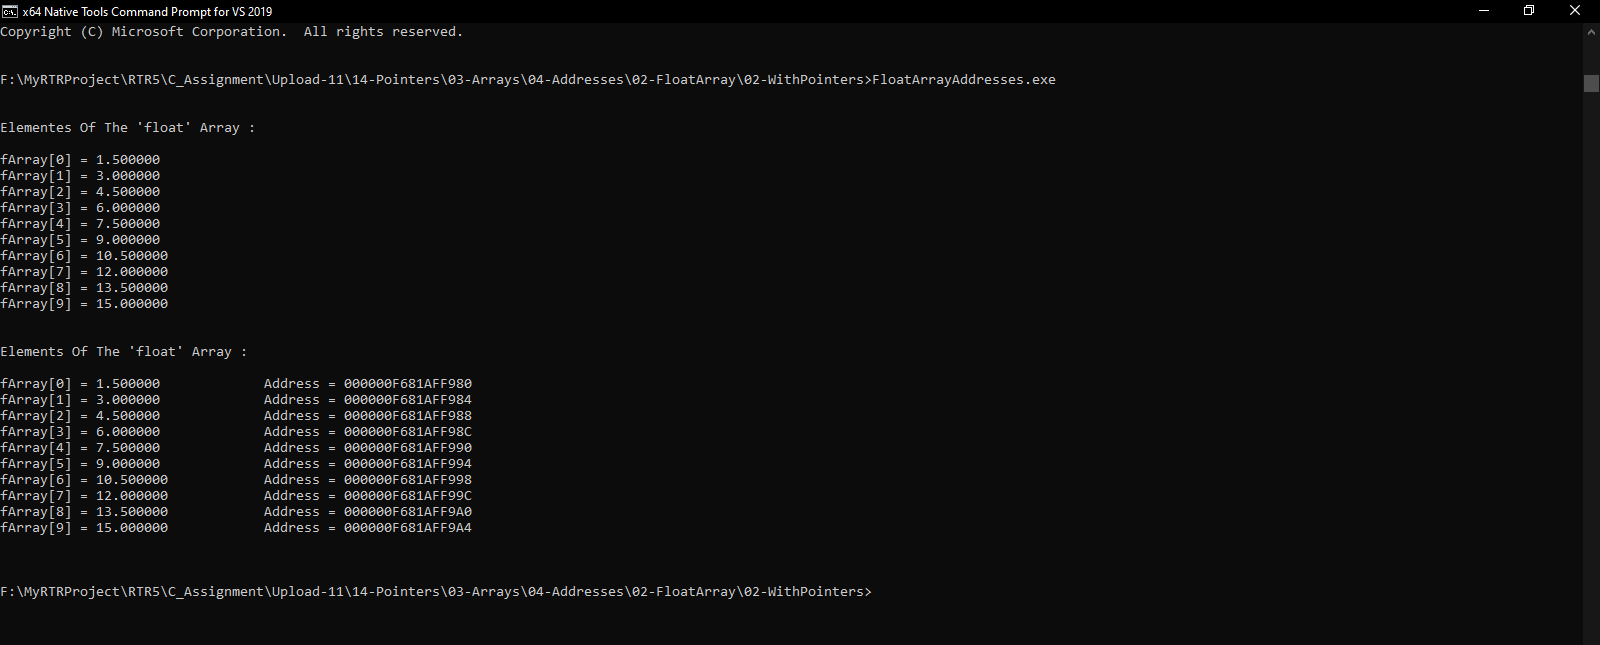 x64 Native Tools Command Prompt for VS 2019
Copyright (C) Microsoft Corporation.  All rights reserved.
F:\MyRTRProject\RTR5\C_Assignment\Upload-11\14-Pointers\03-Arrays\04-Addresses\02-FloatArray\02-WithPointers>FloatArrayAddresses.exe
Elementes Of The 'float' Array :
fArray[0] = 1.500000
fArray[1] = 3.000000
fArray[2] = 4.500000
fArray[3] = 6.000000
fArray[4] = 7.500000
fArray[5] = 9.000000
fArray[6] = 10.500000
fArray[7] = 12.000000
fArray[8] = 13.500000
fArray[9] = 15.000000
Elements Of The 'float' Array :
fArray[0] = 1.500000             Address = 000000F681AFF980
fArray[1] = 3.000000             Address = 000000F681AFF984
fArray[2] = 4.500000             Address = 000000F681AFF988
fArray[3] = 6.000000             Address = 000000F681AFF98C
fArray[4] = 7.500000             Address = 000000F681AFF990
fArray[5] = 9.000000             Address = 000000F681AFF994
fArray[6] = 10.500000            Address = 000000F681AFF998
fArray[7] = 12.000000            Address = 000000F681AFF99C
fArray[8] = 13.500000            Address = 000000F681AFF9A0
fArray[9] = 15.000000            Address = 000000F681AFF9A4
F:\MyRTRProject\RTR5\C_Assignment\Upload-11\14-Pointers\03-Arrays\04-Addresses\02-FloatArray\02-WithPointers>